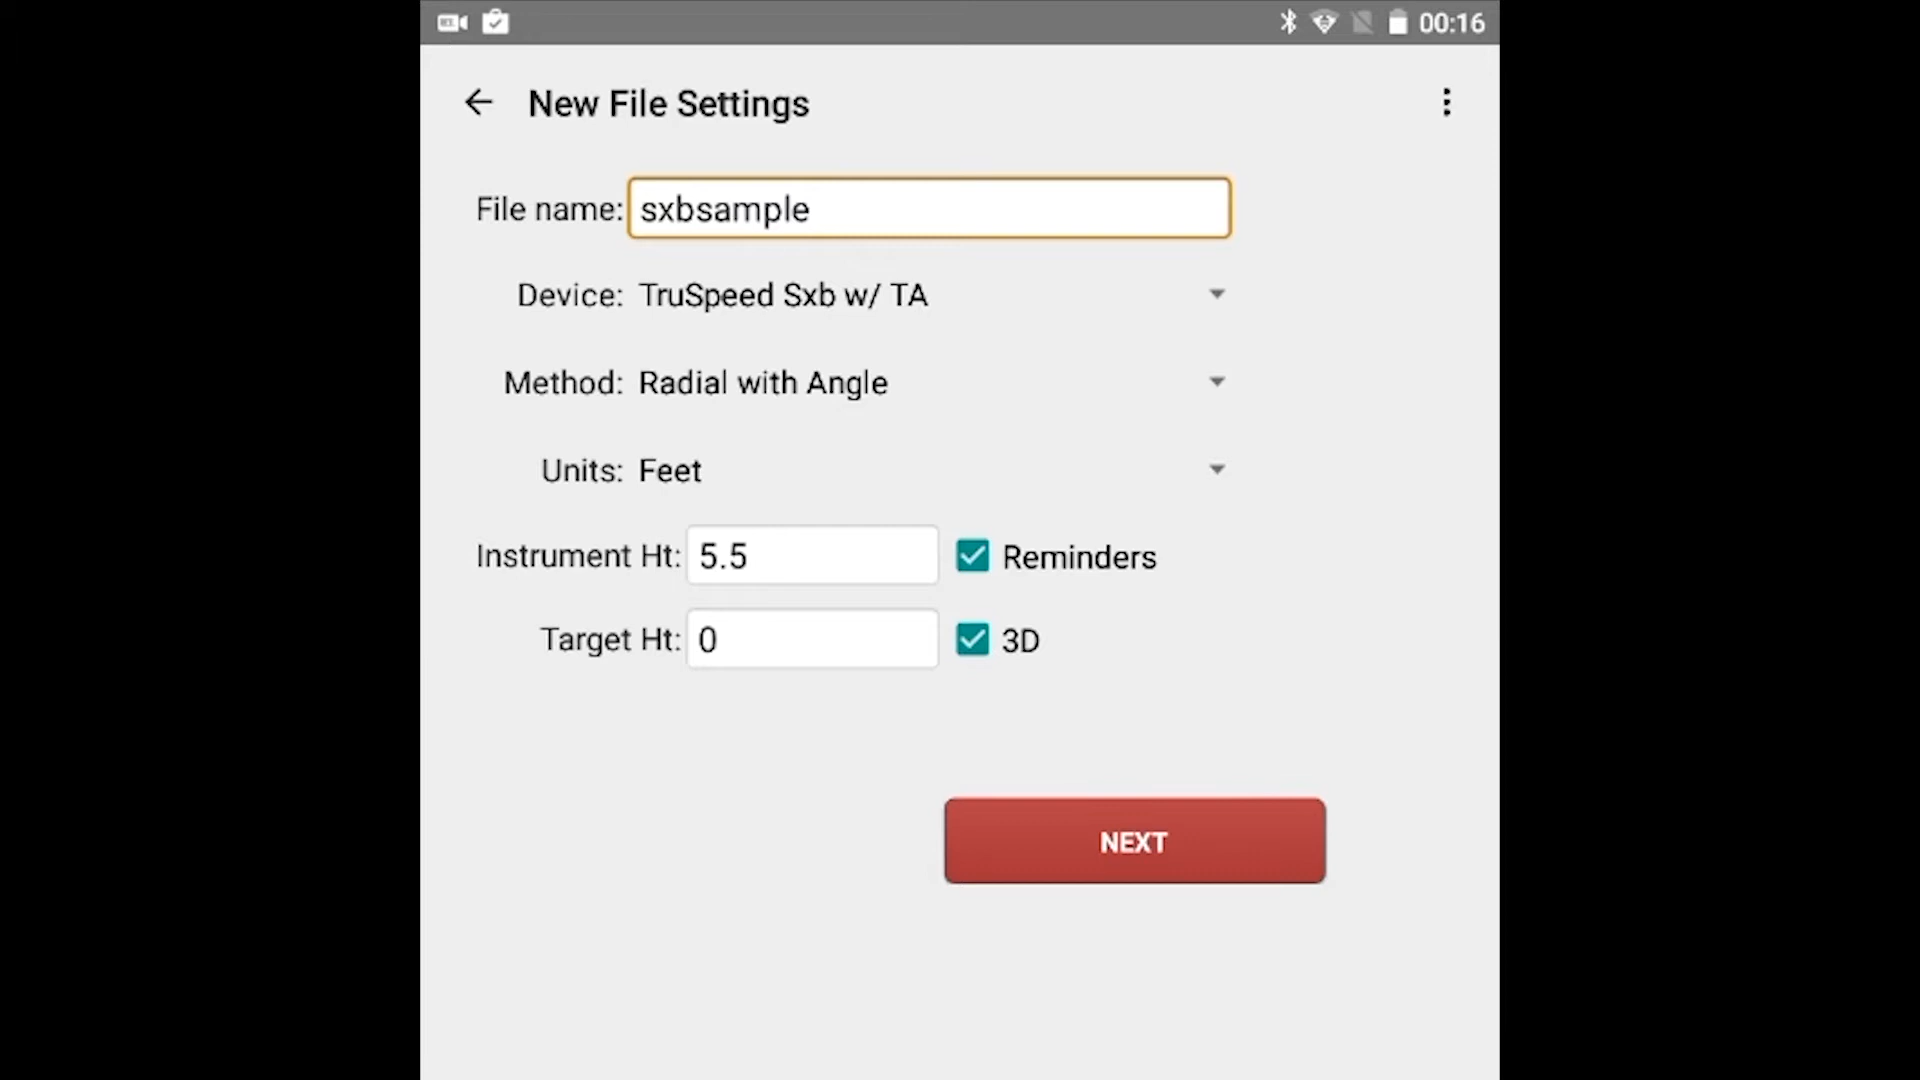 00:16
New File Settings
File name: sxbsample
Device: TruSpeed Sxb w/ TA
Method: Radial with Angle
Units: Feet
Instrument Ht: 5.5 Reminders
Target Ht: 0 3D
NEXT